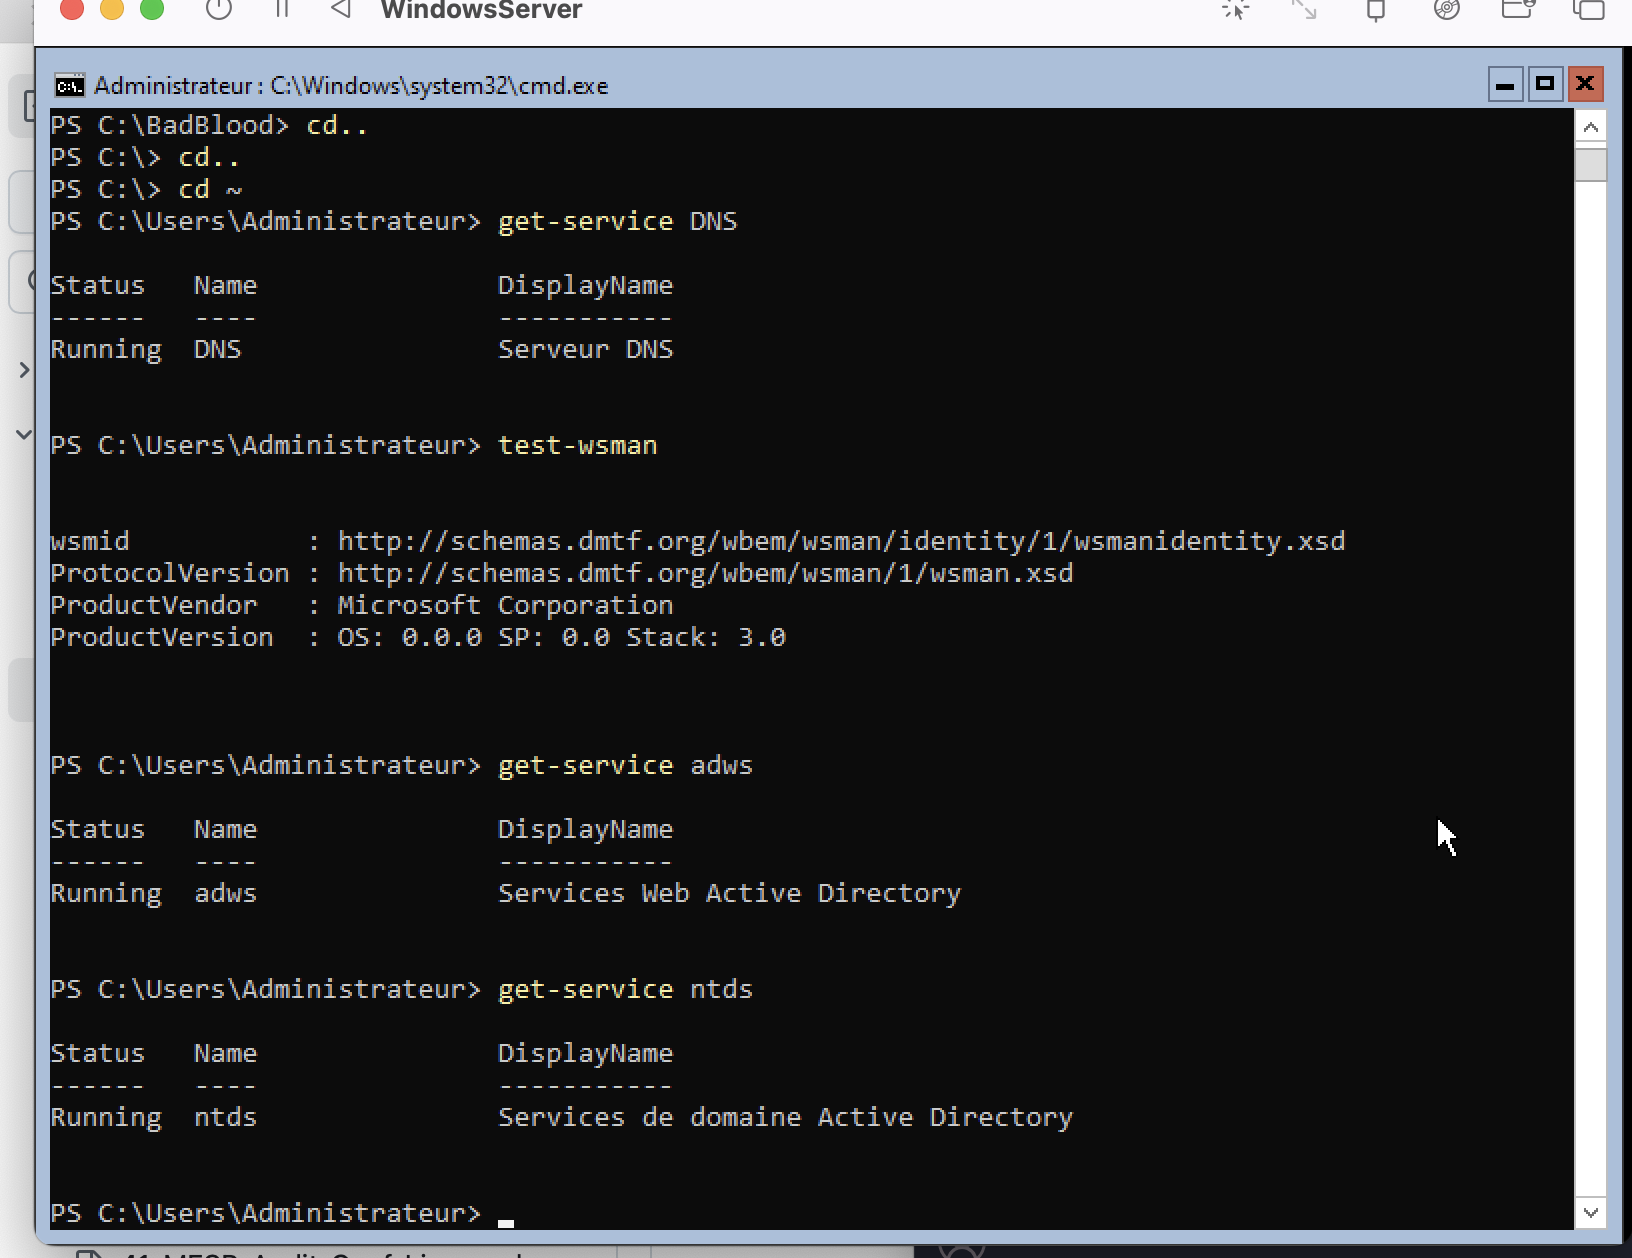 WindowsServer
Administrateur : C:\Windows\system32\cmd.exe
PS C:\BadBlood> cd..
PS C:\> cd..
PS C:\> cd ~
PS C:\Users\Administrateur> get-service DNS
Status   Name               DisplayName
------   ----               -----------
Running  DNS                Serveur DNS
PS C:\Users\Administrateur> test-wsman
wsmid           : http://schemas.dmtf.org/wbem/wsman/identity/1/wsmanidentity.xsd
ProtocolVersion : http://schemas.dmtf.org/wbem/wsman/1/wsman.xsd
ProductVendor   : Microsoft Corporation
ProductVersion  : OS: 0.0.0 SP: 0.0 Stack: 3.0
PS C:\Users\Administrateur> get-service adws
Status   Name               DisplayName
------   ----               -----------
Running  adws               Services Web Active Directory
PS C:\Users\Administrateur> get-service ntds
Status   Name               DisplayName
------   ----               -----------
Running  ntds               Services de domaine Active Directory
PS C:\Users\Administrateur>